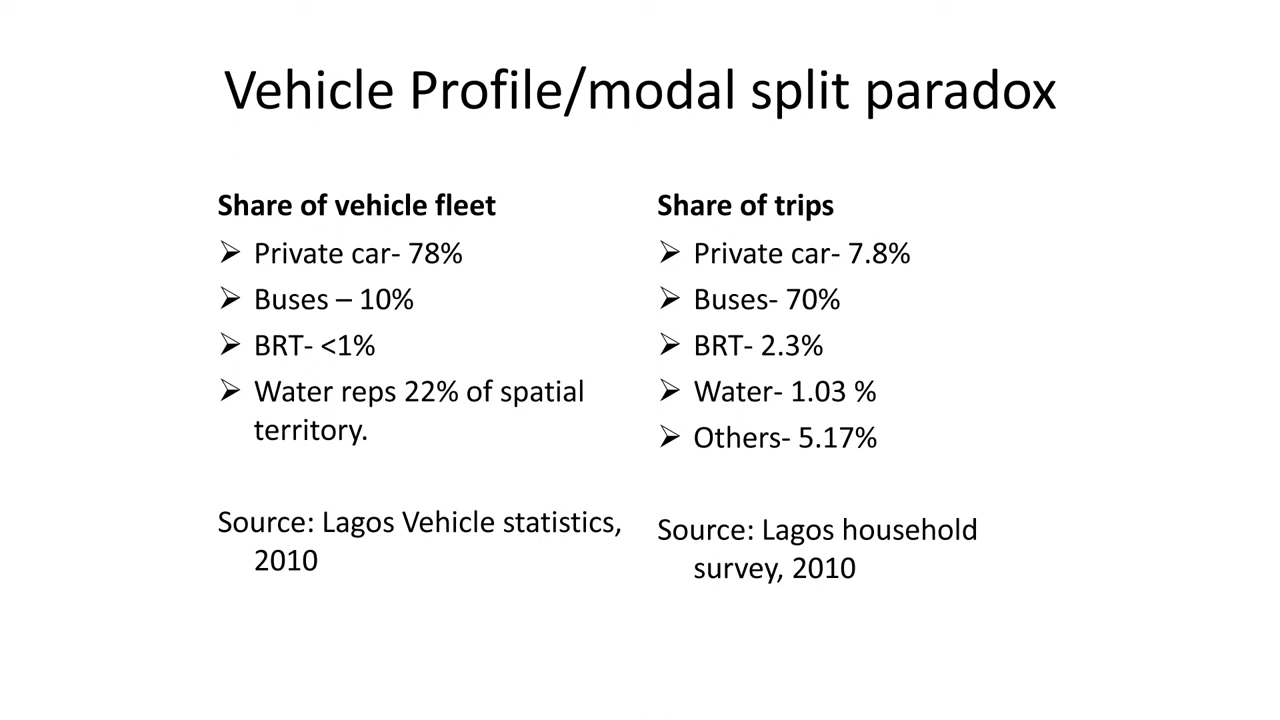 Vehicle Profile/modal split paradox
Share of vehicle fleet
➢ Private car- 78%
➢ Buses – 10%
➢ BRT- <1%
➢ Water reps 22% of spatial
territory.
Source: Lagos Vehicle statistics,
2010
Share of trips
➢ Private car- 7.8%
➢ Buses- 70%
➢ BRT- 2.3%
➢ Water- 1.03 %
➢ Others- 5.17%
Source: Lagos household
survey, 2010